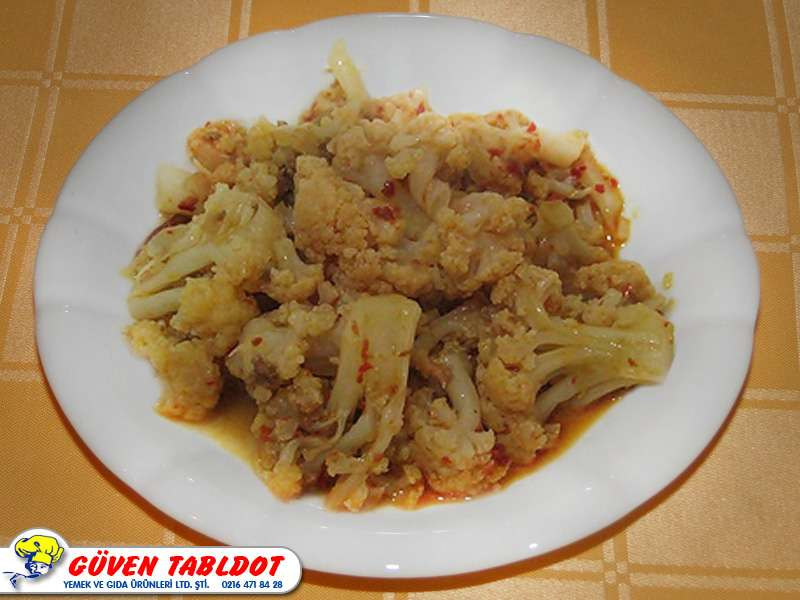 GÜVEN TABLDOT
YEMEK VE GIDA ÜRÜNLERİ LTD. ŞTİ. 0216 471 84 28